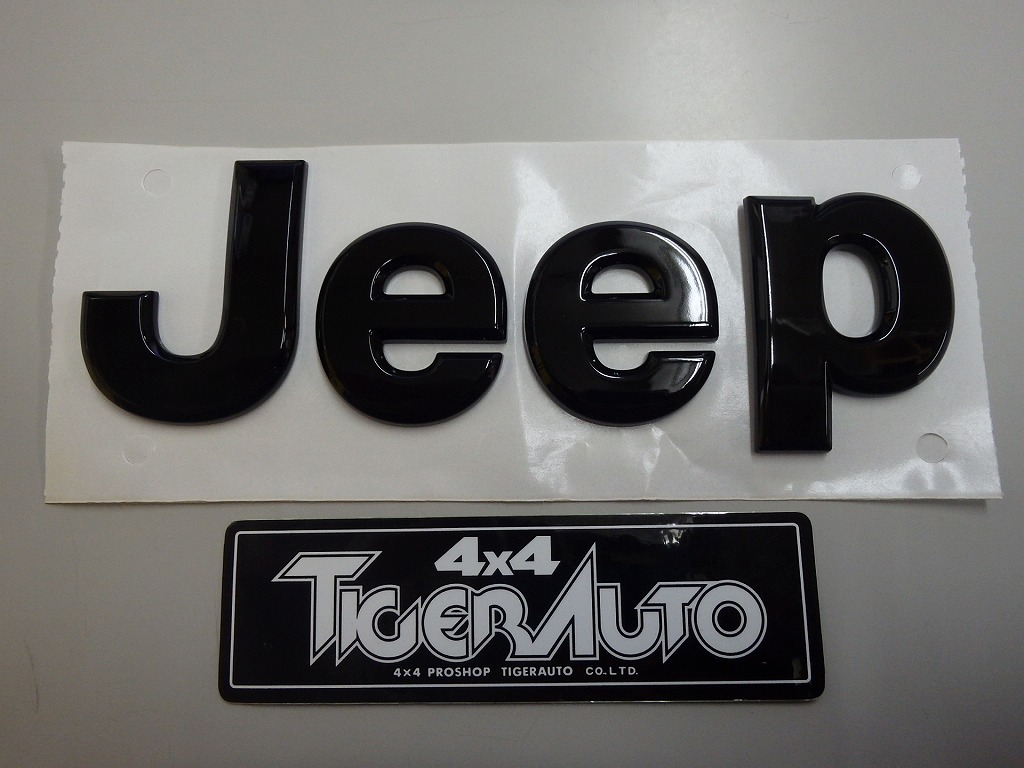 Jeep
4x4
TIGERAUTO
4x4 PROSHOP TIGERAUTO CO.LTD.